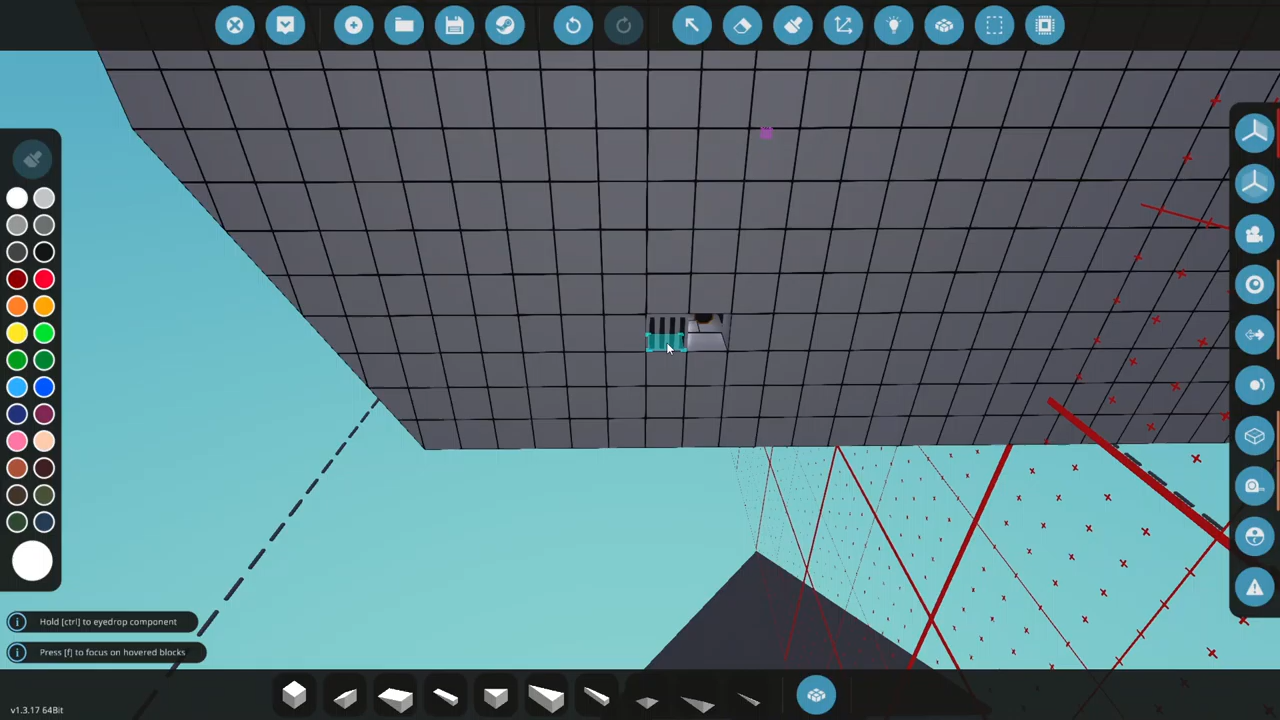 Hold [ctrl] to eyedrop component
Press [f] to focus on hovered blocks
v1.3.17 64Bit